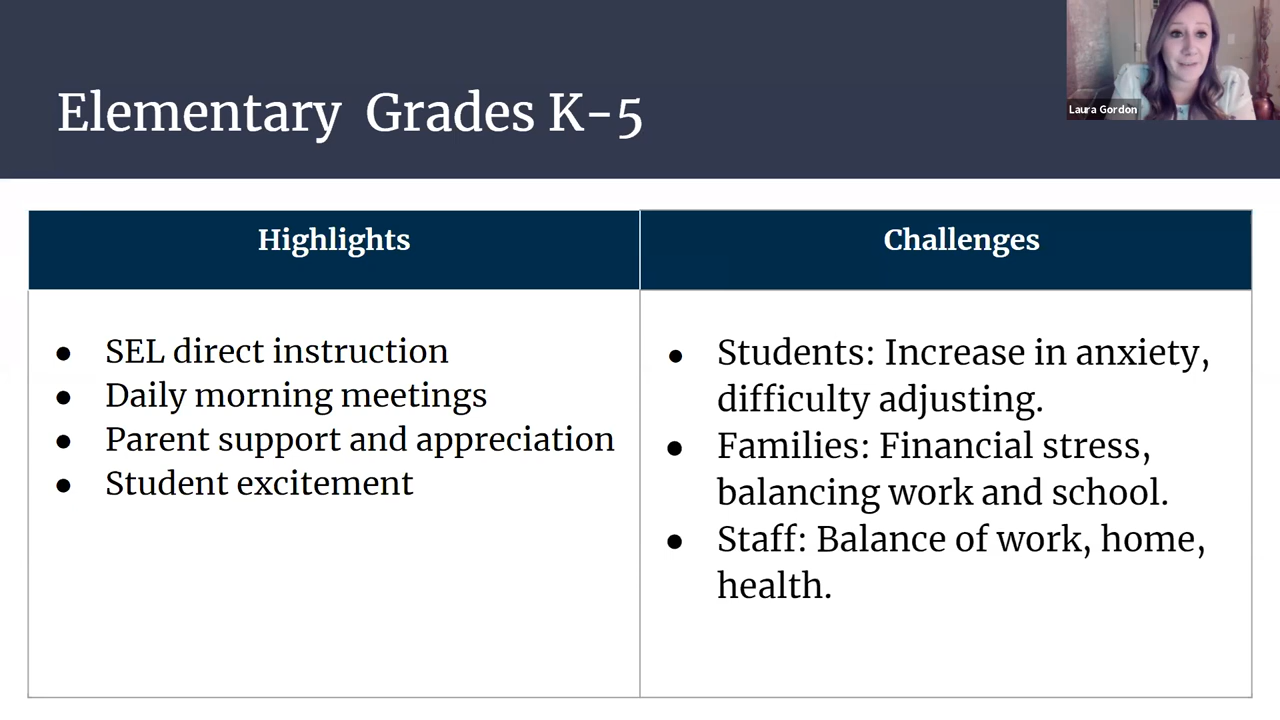 Laura Gordon
Elementary Grades K-5
Highlights
Challenges
● SEL direct instruction
● Daily morning meetings
● Parent support and appreciation
● Student excitement
● Students: Increase in anxiety,
difficulty adjusting.
● Families: Financial stress,
balancing work and school.
● Staff: Balance of work, home,
health.